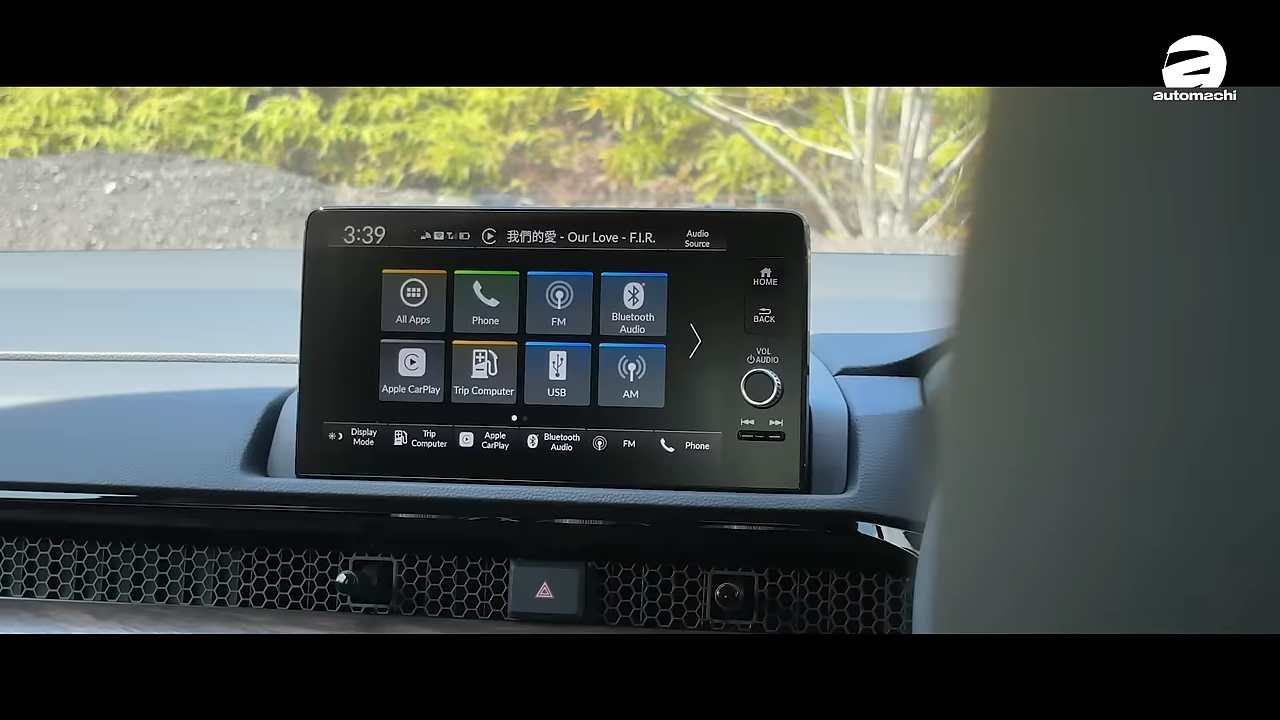 automachi
3:39
我們的愛 - Our Love - F.I.R.
Audio
Source
HOME
All Apps
Phone
FM
Bluetooth
Audio
BACK
VOL
AUDIO
Apple CarPlay
Trip Computer
USB
AM
Display
Mode
Trip
Computer
Apple
CarPlay
Bluetooth
Audio
FM
Phone